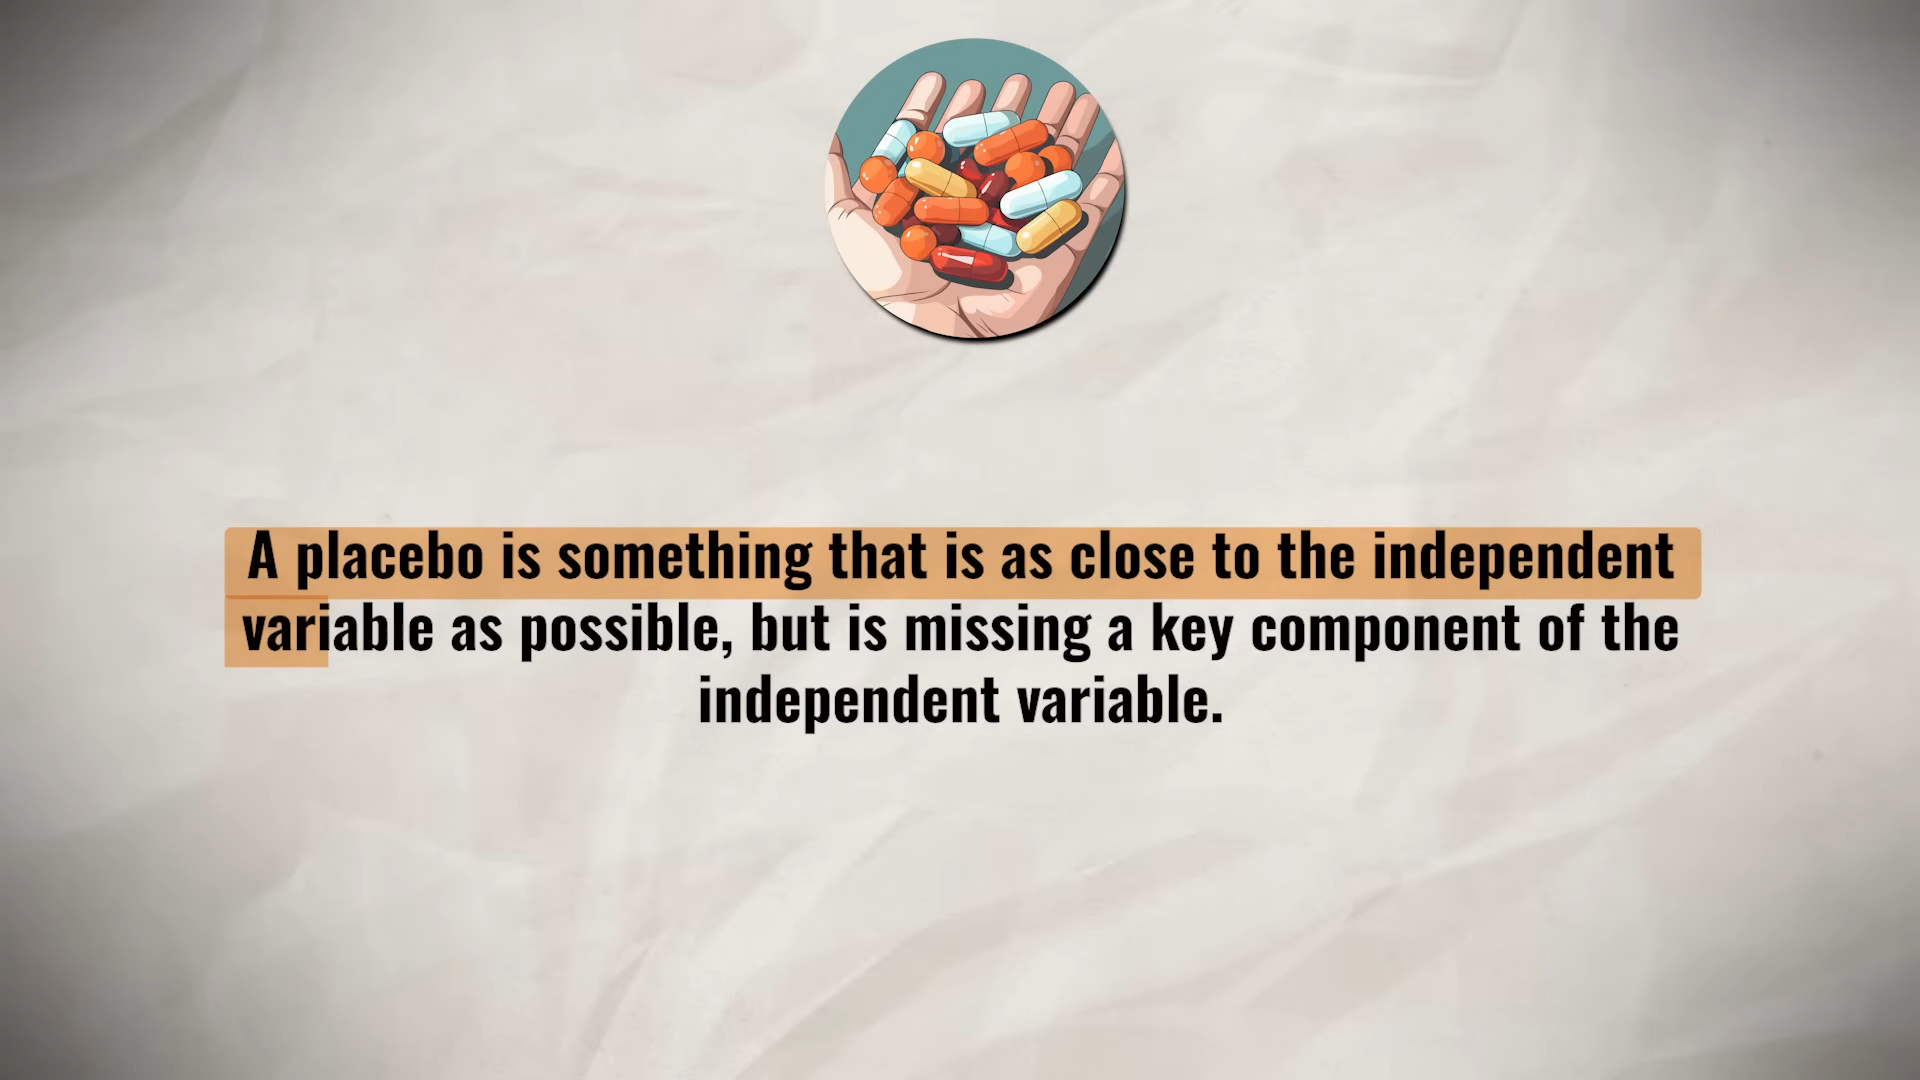 A placebo is something that is as close to the independent
variable as possible, but is missing a key component of the
independent variable.